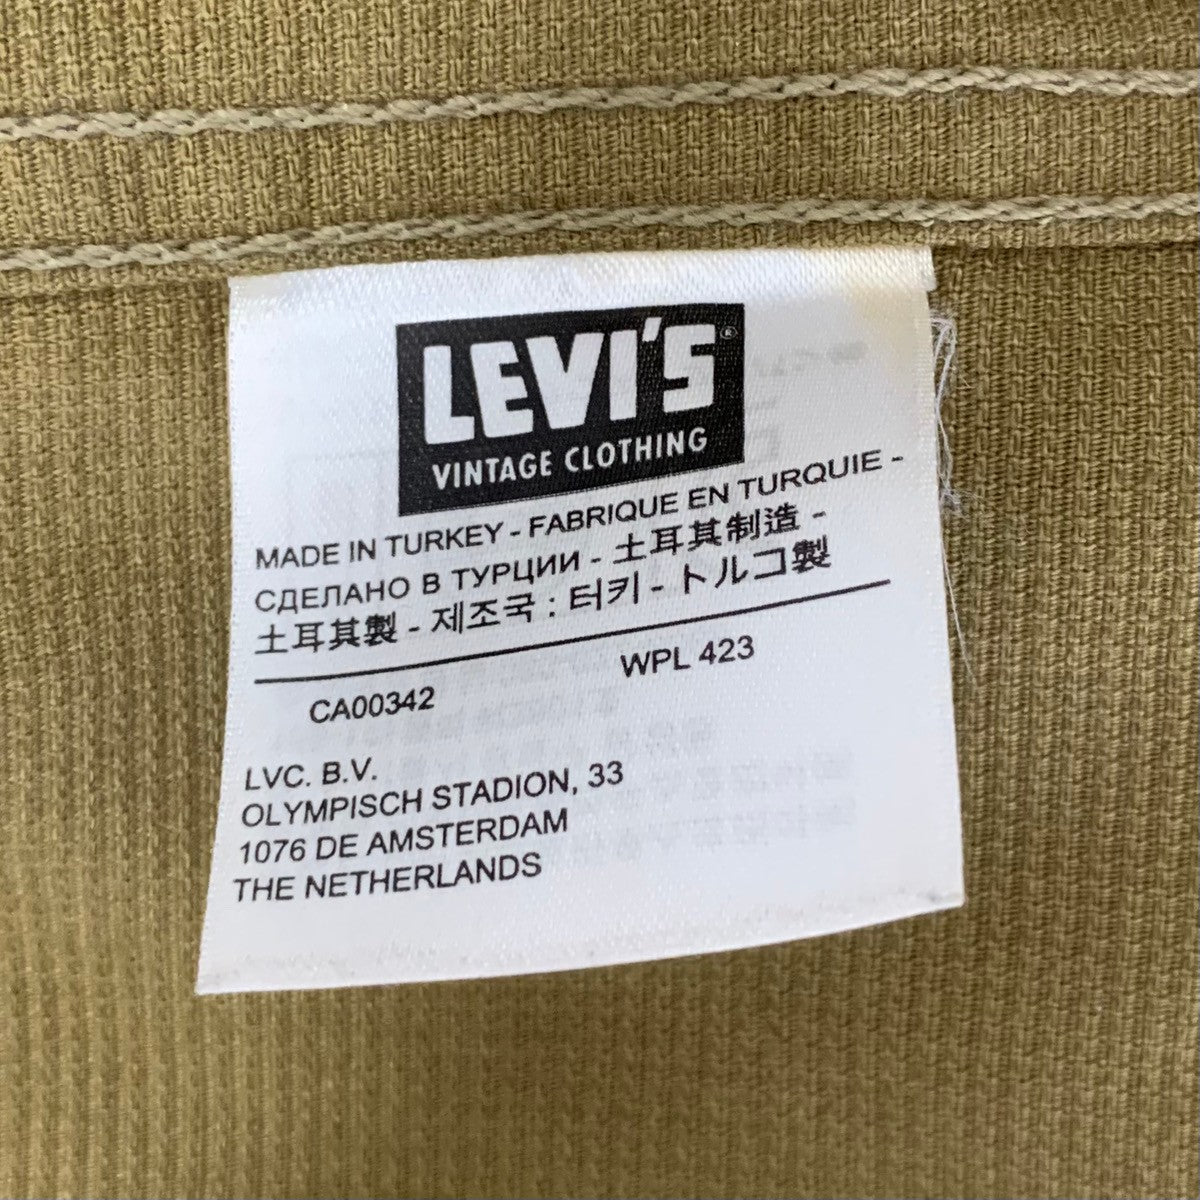 LEVI'S®
VINTAGE CLOTHING
MADE IN TURKEY - FABRIQUE EN TURQUIE -
СДЕЛАНО В ТУРЦИИ - 土耳其制造 -
土耳其製 - 제조국 : 터키 - トルコ製
CA00342 WPL 423
LVC. B.V.
OLYMPISCH STADION, 33
1076 DE AMSTERDAM
THE NETHERLANDS